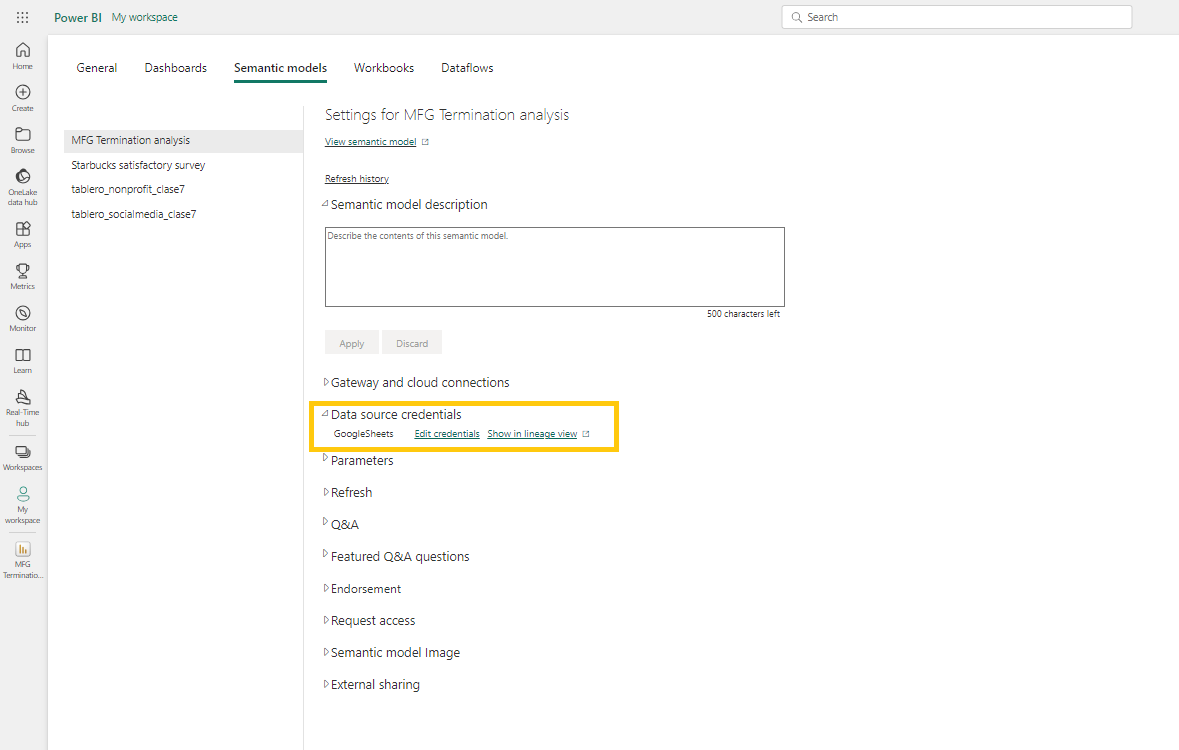 Power BI My workspace
Search
Home
Create
Browse
OneLake
data hub
Apps
Metrics
Monitor
Learn
Real-Time
hub
Workspaces
My
workspace
MFG
Terminatio...
General Dashboards Semantic models Workbooks Dataflows
MFG Termination analysis
Starbucks satisfactory survey
tablero_nonprofit_clase7
tablero_socialmedia_clase7
Settings for MFG Termination analysis
View semantic model
Refresh history
Semantic model description
Describe the contents of this semantic model.
500 characters left
Apply Discard
Gateway and cloud connections
Data source credentials
GoogleSheets Edit credentials Show in lineage view
Parameters
Refresh
Q&A
Featured Q&A questions
Endorsement
Request access
Semantic model Image
External sharing